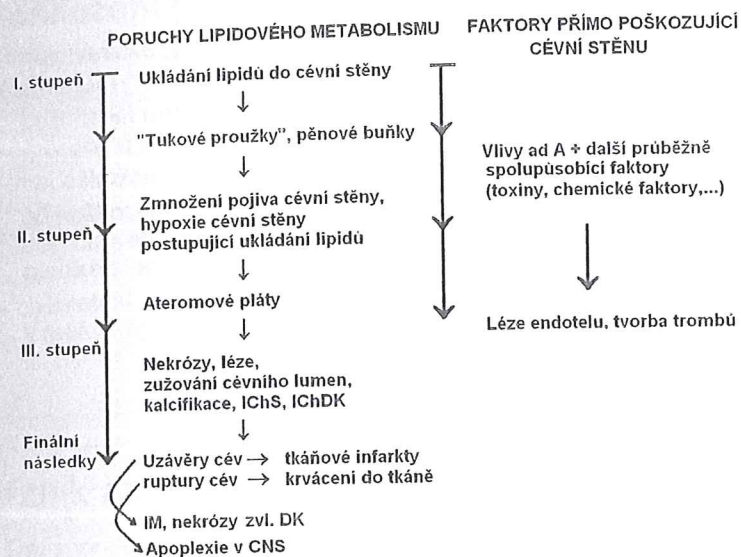 PORUCHY LIPIDOVÉHO METABOLISMU
FAKTORY PŘÍMO POŠKOZUJÍCÍ
CÉVNÍ STĚNU
I. stupeň
Ukládání lipidů do cévní stěny
"Tukové proužky", pěnové buňky
Zmnožení pojiva cévní stěny,
hypoxie cévní stěny
postupující ukládání lipidů
II. stupeň
Ateromové pláty
III. stupeň
Nekrózy, léze,
zužování cévního lumen,
kalcifikace, IChS, IChDK
Finální
následky
Uzávěry cév → tkáňové infarkty
ruptury cév → krvácení do tkáně
IM, nekrózy zvl. DK
Apoplexie v CNS
Vlivy ad A + další průběžně
spolupůsobící faktory
(toxiny, chemické faktory,...)
Léze endotelu, tvorba trombů